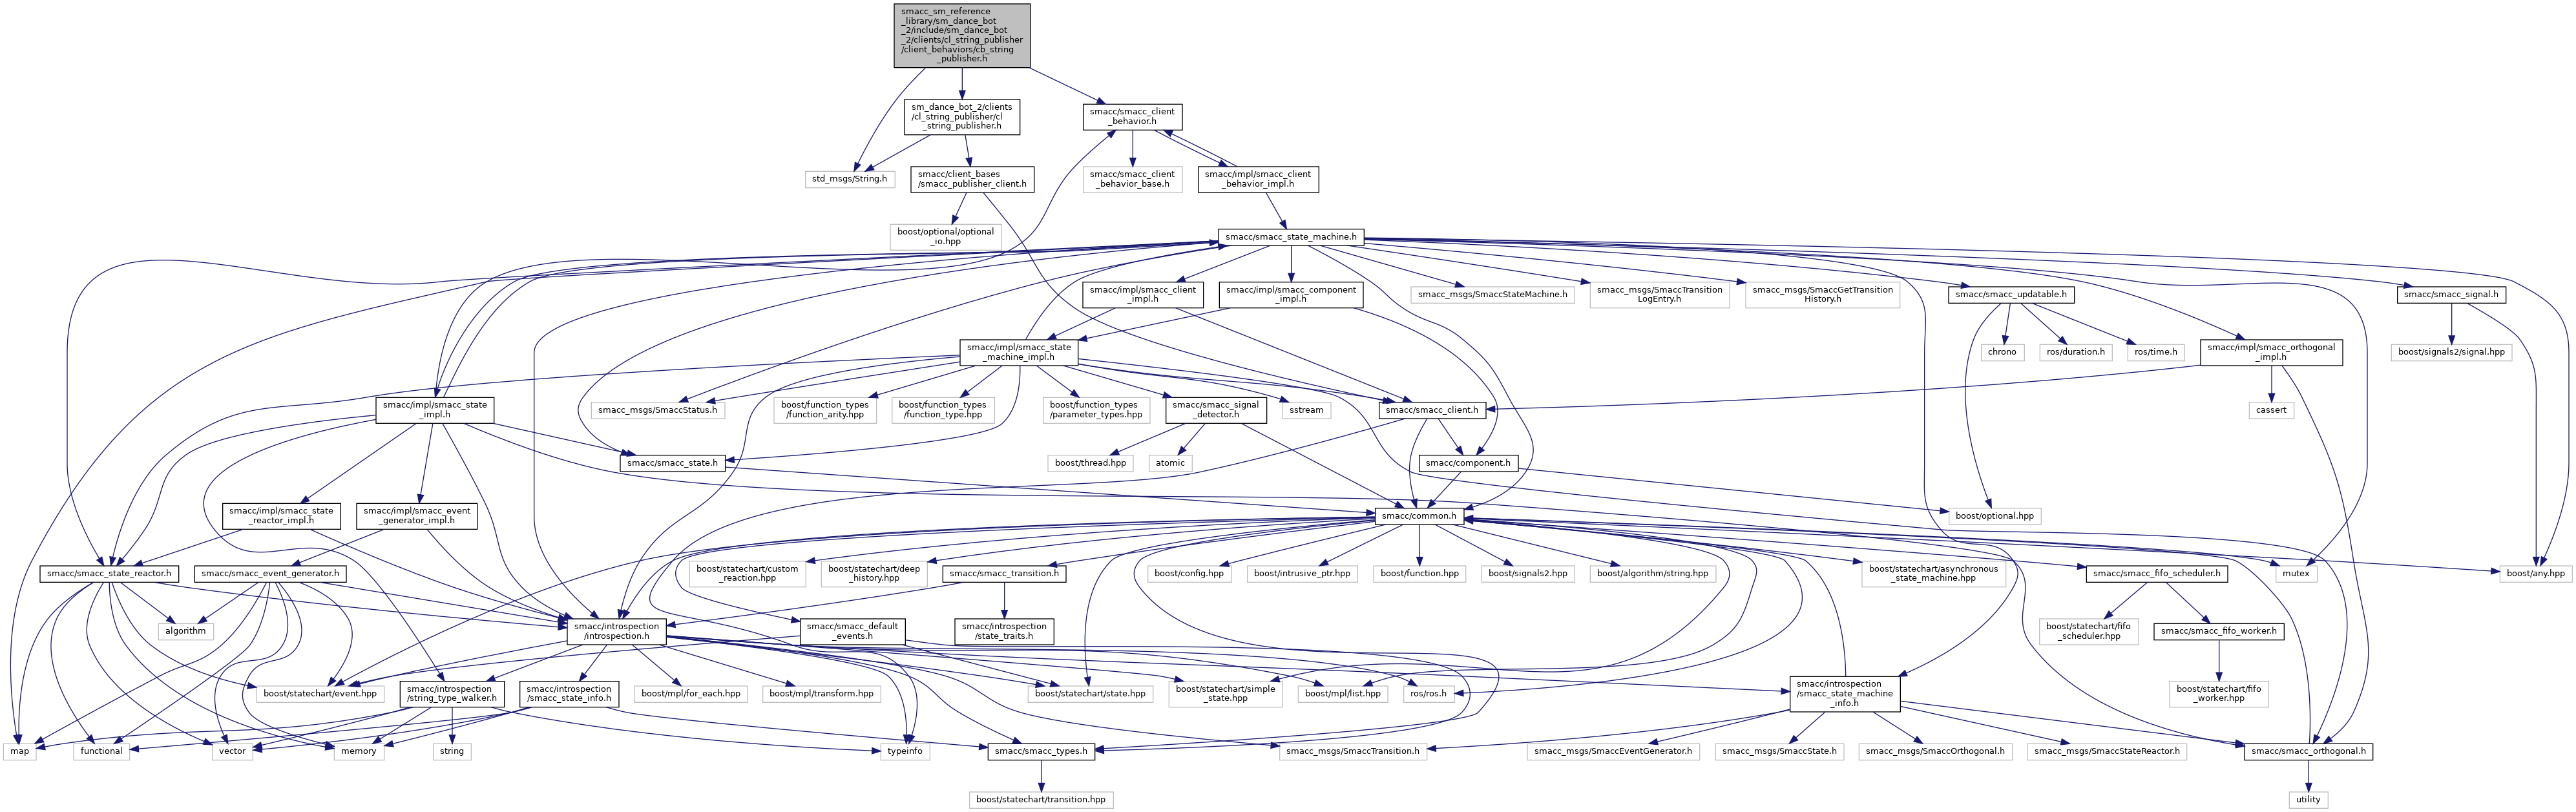 smacc_sm_reference
_library/sm_dance_bot
_2/include/sm_dance_bot
_2/clients/cl_string_publisher
/client_behaviors/cb_string
_publisher.h
sm_dance_bot_2/clients
/cl_string_publisher/cl
_string_publisher.h
smacc/smacc_client
_behavior.h
std_msgs/String.h
smacc/client_bases
/smacc_publisher_client.h
smacc/smacc_client
_behavior_base.h
smacc/impl/smacc_client
_behavior_impl.h
boost/optional/optional
_io.hpp
smacc/smacc_state_machine.h
smacc/impl/smacc_client
_impl.h
smacc/impl/smacc_component
_impl.h
smacc_msgs/SmaccStateMachine.h
smacc_msgs/SmaccTransition
LogEntry.h
smacc_msgs/SmaccGetTransition
History.h
smacc/smacc_updatable.h
smacc/smacc_signal.h
smacc/impl/smacc_state
_machine_impl.h
chrono
ros/duration.h
ros/time.h
smacc/impl/smacc_orthogonal
_impl.h
boost/signals2/signal.hpp
smacc/impl/smacc_state
_impl.h
smacc_msgs/SmaccStatus.h
boost/function_types
/function_arity.hpp
boost/function_types
/function_type.hpp
boost/function_types
/parameter_types.hpp
smacc/smacc_signal
_detector.h
sstream
smacc/smacc_client.h
cassert
smacc/smacc_state.h
boost/thread.hpp
atomic
smacc/component.h
smacc/impl/smacc_state
_reactor_impl.h
smacc/impl/smacc_event
_generator_impl.h
smacc/common.h
boost/optional.hpp
smacc/smacc_state_reactor.h
smacc/smacc_event_generator.h
boost/statechart/custom
_reaction.hpp
boost/statechart/deep
_history.hpp
smacc/smacc_transition.h
boost/config.hpp
boost/intrusive_ptr.hpp
boost/function.hpp
boost/signals2.hpp
boost/algorithm/string.hpp
boost/statechart/asynchronous
_state_machine.hpp
smacc/smacc_fifo_scheduler.h
mutex
boost/any.hpp
algorithm
smacc/introspection
/introspection.h
smacc/smacc_default
_events.h
smacc/introspection
/state_traits.h
boost/statechart/fifo
_scheduler.hpp
smacc/smacc_fifo_worker.h
boost/statechart/event.hpp
smacc/introspection
/string_type_walker.h
smacc/introspection
/smacc_state_info.h
boost/mpl/for_each.hpp
boost/mpl/transform.hpp
boost/statechart/state.hpp
boost/statechart/simple
_state.hpp
boost/mpl/list.hpp
ros/ros.h
smacc/introspection
/smacc_state_machine
_info.h
boost/statechart/fifo
_worker.hpp
map
functional
vector
memory
string
typeinfo
smacc/smacc_types.h
smacc_msgs/SmaccTransition.h
smacc_msgs/SmaccEventGenerator.h
smacc_msgs/SmaccState.h
smacc_msgs/SmaccOrthogonal.h
smacc_msgs/SmaccStateReactor.h
smacc/smacc_orthogonal.h
boost/statechart/transition.hpp
utility